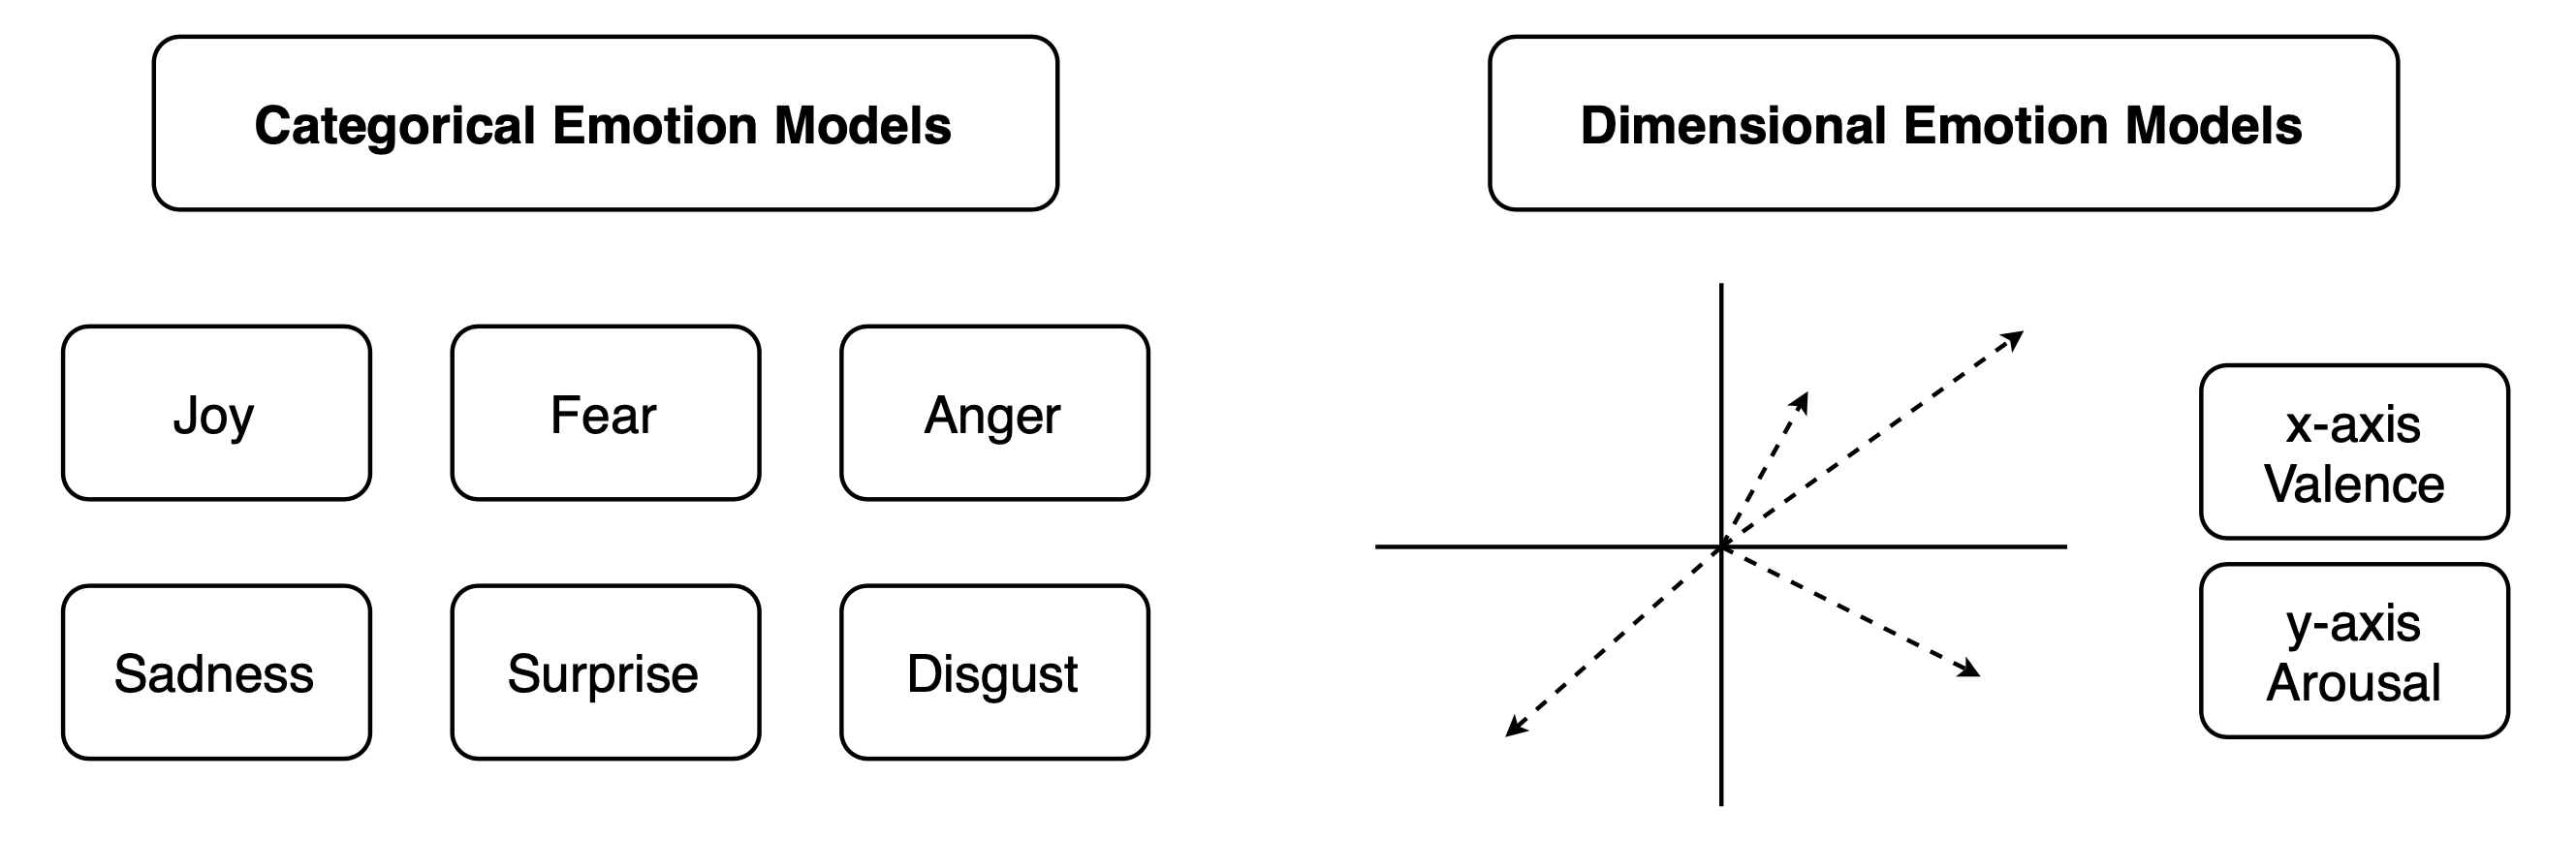 Categorical Emotion Models
Dimensional Emotion Models
Joy
Fear
Anger
Sadness
Surprise
Disgust
x-axis
Valence
y-axis
Arousal